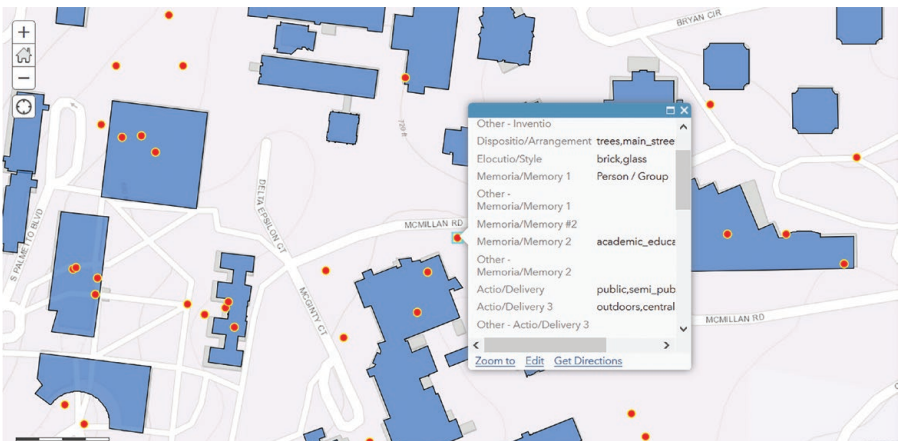 BRYAN CIR
720 ft
S PALMETTO BLVD
DELTA EPSILON CT
MCMILLAN RD
MCGINTY CT
MCMILLAN RD
Other - Inventio
Dispositio/Arrangement trees,main_stree
Elocutio/Style brick,glass
Memoria/Memory 1 Person / Group
Other -
Memoria/Memory 1
Memoria/Memory #2
Memoria/Memory 2 academic_educa
Other -
Memoria/Memory 2
Actio/Delivery public,semi_pub
Actio/Delivery 3 outdoors,central
Other - Actio/Delivery 3
Zoom to Edit Get Directions